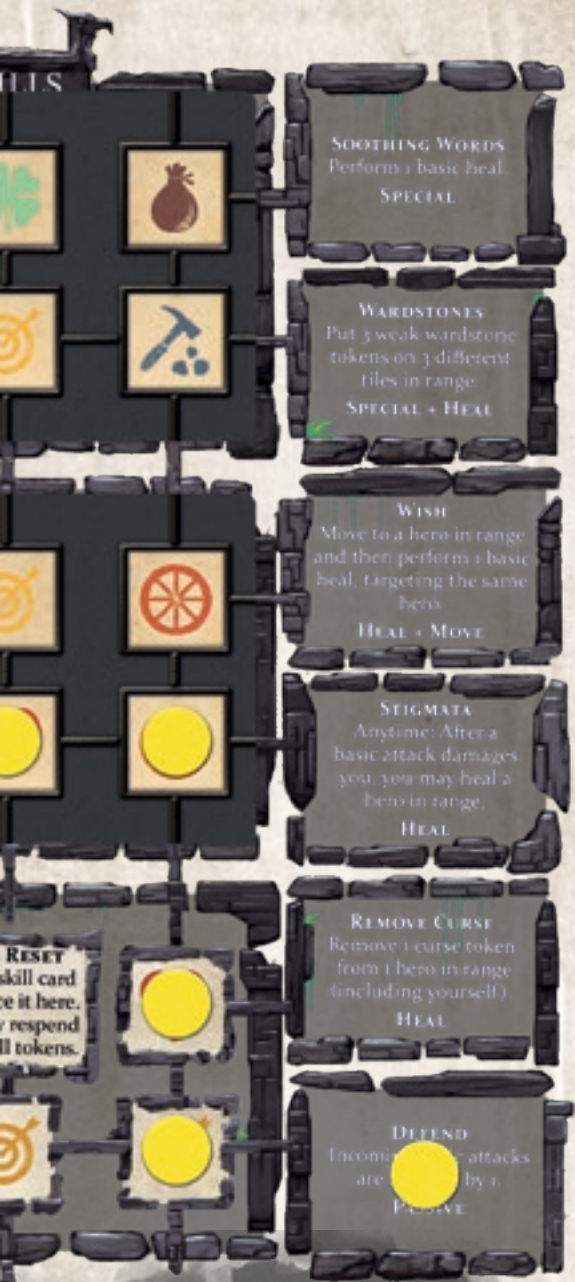 ILLS
SOOTHING WORDS
Perform 1 basic heal.
SPECIAL
WARDSTONES
Put 3 weak wardstone
tokens on 3 different
tiles in range.
SPECIAL + HEAL
WISH
Move to a hero in range
and then perform 1 basic
heal, targeting the same
hero.
HEAL + MOVE
STIGMATA
Anytime: After a
basic attack damages
you, you may heal a
hero in range.
HEAL
RESET
skill card
ce it here.
y respend
ll tokens.
REMOVE CURSE
Remove 1 curse token
from 1 hero in range
(including yourself)
HEAL
DEFEND
attacks
are by 1.